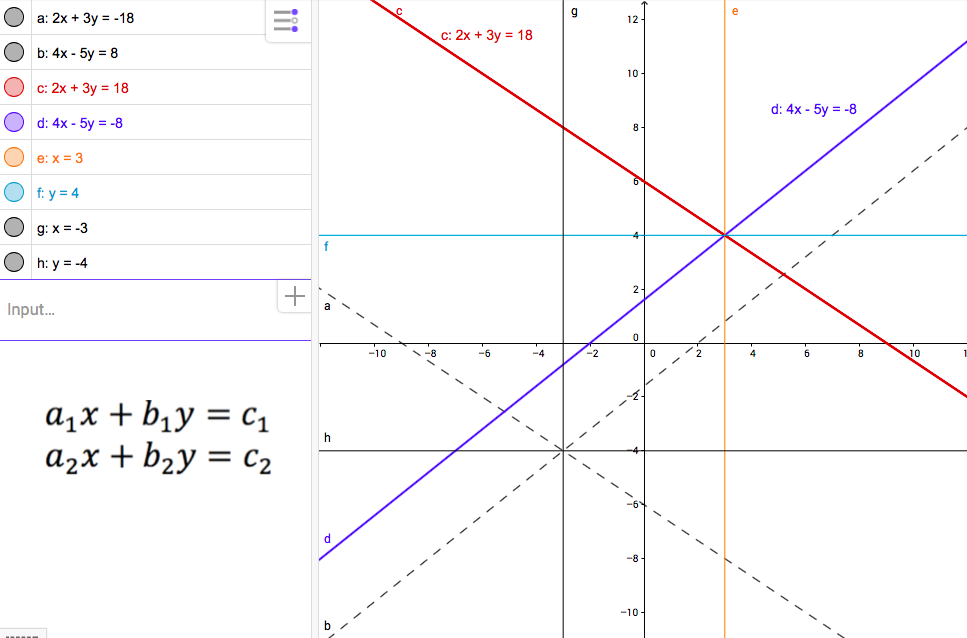 a: 2x + 3y = -18
b: 4x - 5y = 8
c: 2x + 3y = 18
d: 4x - 5y = -8
e: x = 3
f: y = 4
g: x = -3
h: y = -4
Input...
a₁x + b₁y = c₁
a₂x + b₂y = c₂
c
g
e
12
c: 2x + 3y = 18
10
d: 4x - 5y = -8
8
6
4
f
2
a
0
−10 −8 −6 −4 −2 0 2 4 6 8 10 1
−2
h
−4
−6
d
−8
−10
b